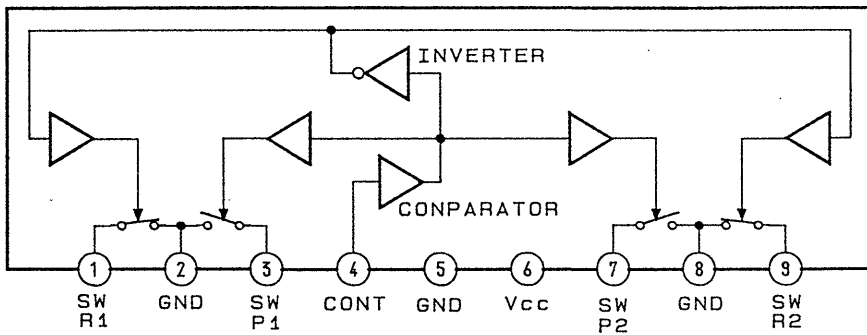 INVERTER
CONPARATOR
1 2 3 4 5 6 7 8 9
SW R1 GND SW P1 CONT GND Vcc SW P2 GND SW R2